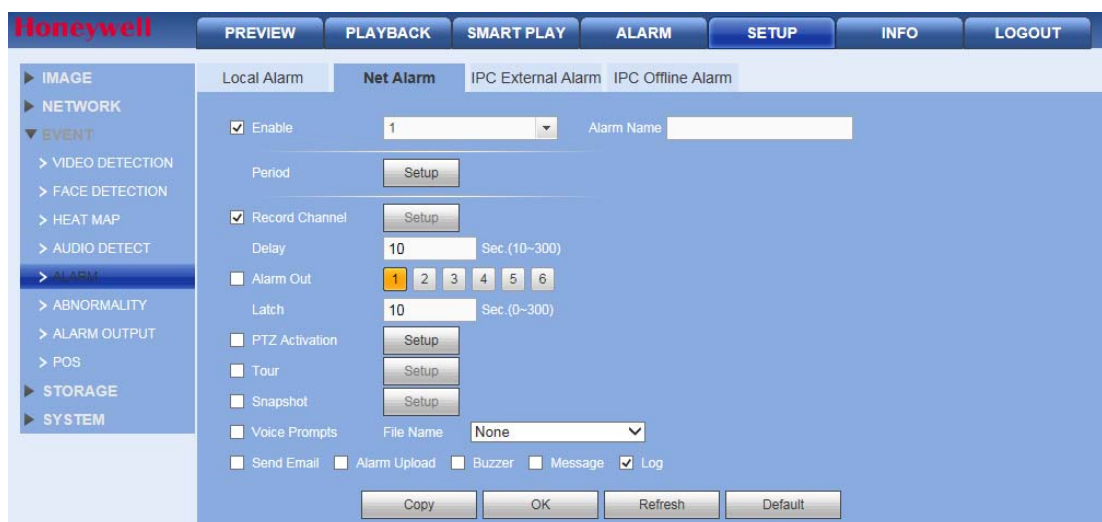 Honeywell
PREVIEW PLAYBACK SMART PLAY ALARM SETUP INFO LOGOUT
IMAGE
NETWORK
EVENT
> VIDEO DETECTION
> FACE DETECTION
> HEAT MAP
> AUDIO DETECT
> ALARM
> ABNORMALITY
> ALARM OUTPUT
> POS
STORAGE
SYSTEM
Local Alarm Net Alarm IPC External Alarm IPC Offline Alarm
Enable 1 Alarm Name
Period Setup
Record Channel Setup
Delay 10 Sec.(10~300)
Alarm Out 1 2 3 4 5 6
Latch 10 Sec.(0~300)
PTZ Activation Setup
Tour Setup
Snapshot Setup
Voice Prompts File Name None
Send Email Alarm Upload Buzzer Message Log
Copy OK Refresh Default